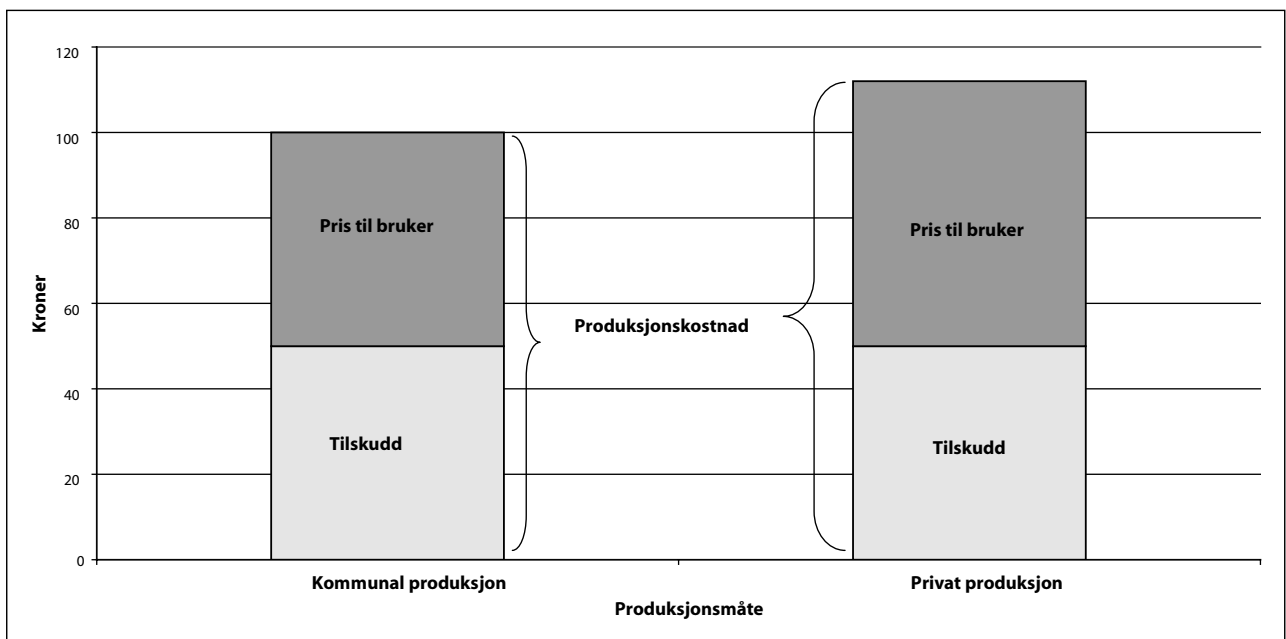 120
100
80
60
40
20
0
Kroner
Pris til bruker
Tilskudd
Produksjonskostnad
Pris til bruker
Tilskudd
Kommunal produksjon
Privat produksjon
Produksjonsmåte